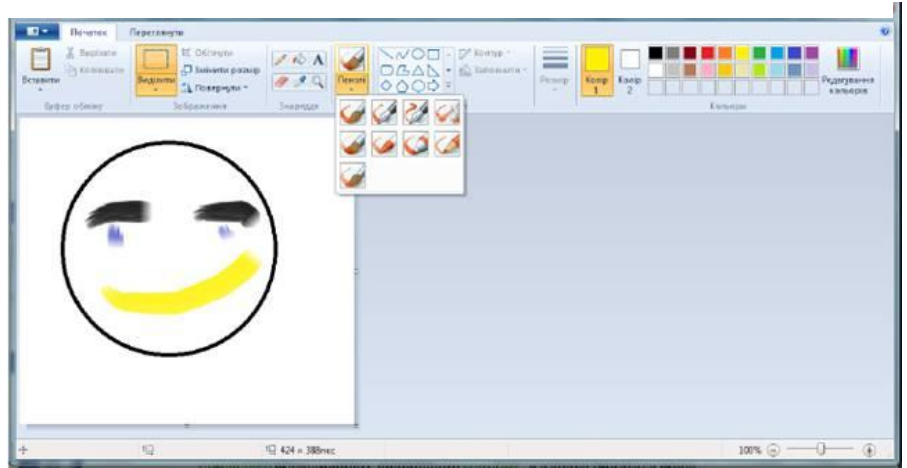 Початок Переглянути
Вставити
Вирізати
Копіювати
Буфер обміну
Виділити
Обітнути
Змінити розмір
Повернути
Зображення
A
Знаряддя
Пензлі
Контур
Заповнити
Розмір
Колір 1
Колір 2
Редагування кольорів
Кольори
424 × 388пкс
100%